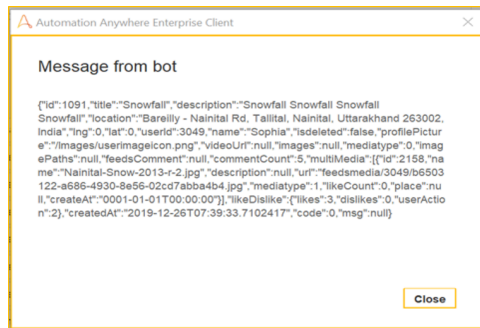 Automation Anywhere Enterprise Client
Message from bot
{"id":1091,"title":"Snowfall","description":"Snowfall Snowfall Snowfall
Snowfall","location":"Bareilly - Nainital Rd, Tallital, Nainital, Uttarakhand 263002,
India","lng":0,"lat":0,"userId":3049,"name":"Sophia","isdeleted":false,"profilePictur
e":"/Images/userimageicon.png","videoUrl":null,"images":null,"mediatype":0,"imag
ePaths":null,"feedsComment":null,"commentCount":5,"multiMedia":[{"id":2158,"na
me":"Nainital-Snow-2013-r-2.jpg","description":null,"url":"feedsmedia/3049/b6503
122-a686-4930-8e56-02cd7abba4b4.jpg","mediatype":1,"likeCount":0,"place":nu
ll,"createAt":"0001-01-01T00:00:00"}],"likeDislike":{"likes":3,"dislikes":0,"userActio
n":2},"createdAt":"2019-12-26T07:39:33.7102417","code":0,"msg":null}
Close